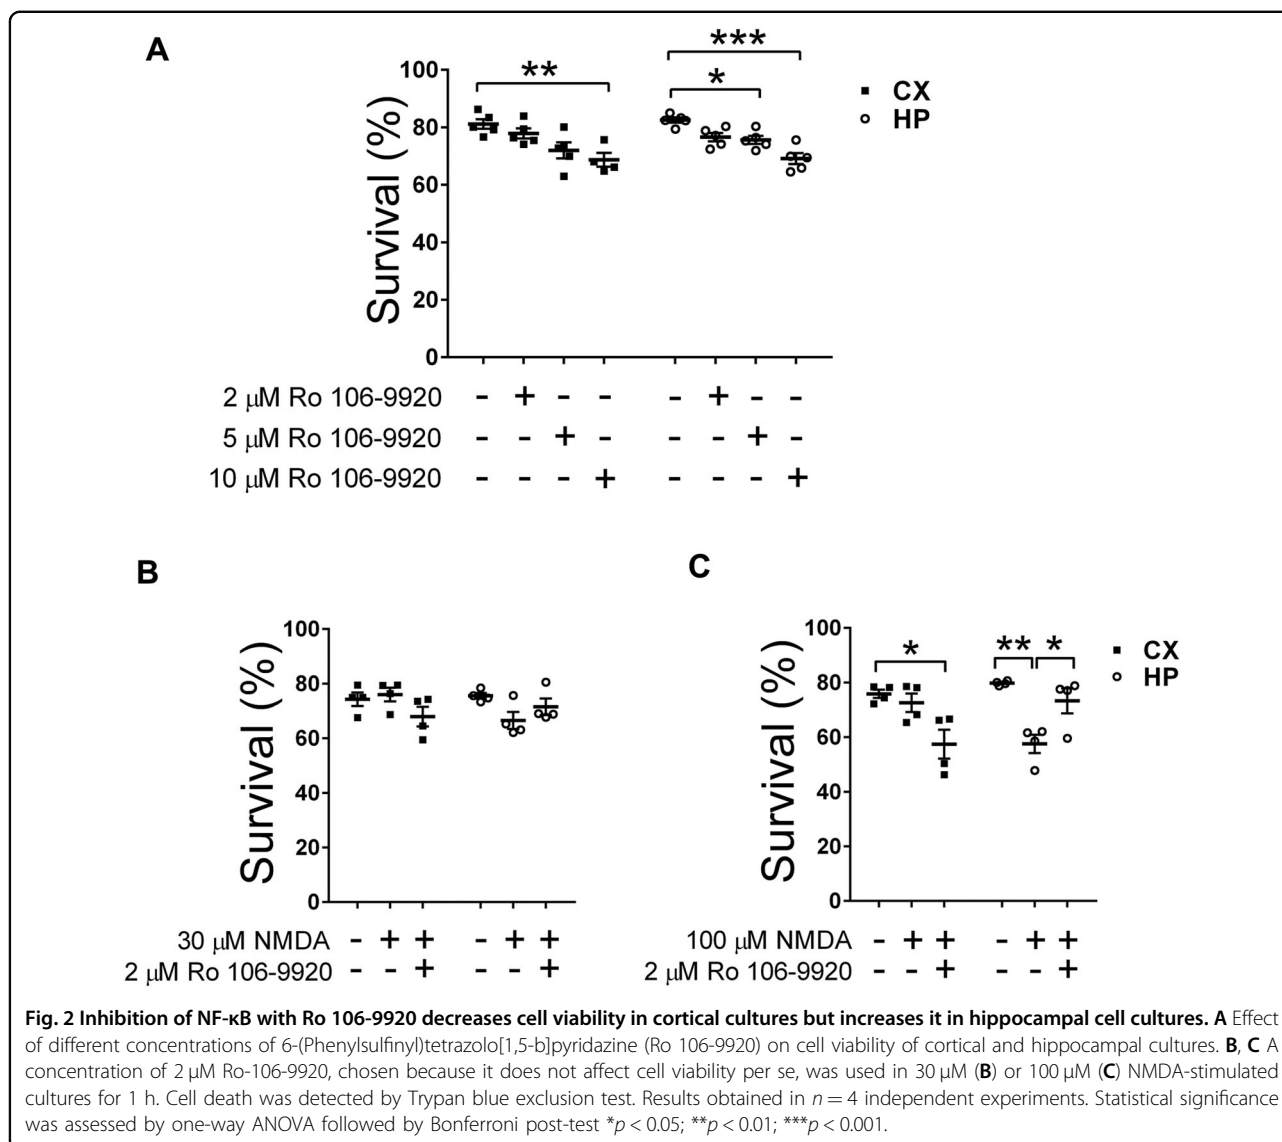 A
**
***
*
Survival (%)
100
80
60
40
20
0
■ CX
○ HP
2 μM Ro 106-9920 - + - - - + - -
5 μM Ro 106-9920 - - + - - - + -
10 μM Ro 106-9920 - - - + - - - +
B
Survival (%)
100
80
60
40
20
0
30 μM NMDA - + + - + +
2 μM Ro 106-9920 - - + - - +
C
Survival (%)
100
80
60
40
20
0
*
**
*
■ CX
○ HP
100 μM NMDA - + + - + +
2 μM Ro 106-9920 - - + - - +
Fig. 2 Inhibition of NF-κB with Ro 106-9920 decreases cell viability in cortical cultures but increases it in hippocampal cell cultures. A Effect
of different concentrations of 6-(Phenylsulfinyl)tetrazolo[1,5-b]pyridazine (Ro 106-9920) on cell viability of cortical and hippocampal cultures. B, C A
concentration of 2 μM Ro-106-9920, chosen because it does not affect cell viability per se, was used in 30 μM (B) or 100 μM (C) NMDA-stimulated
cultures for 1 h. Cell death was detected by Trypan blue exclusion test. Results obtained in n = 4 independent experiments. Statistical significance
was assessed by one-way ANOVA followed by Bonferroni post-test *p < 0.05; **p < 0.01; ***p < 0.001.